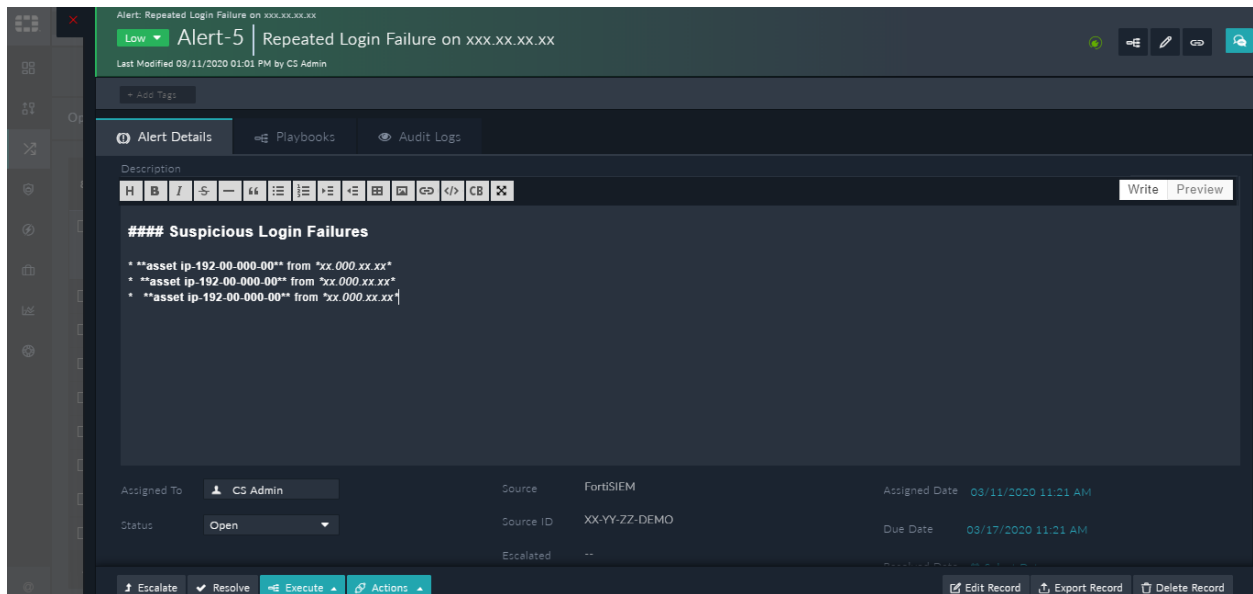 Alert: Repeated Login Failure on xxx.xx.xx.xx
Low Alert-5 Repeated Login Failure on xxx.xx.xx.xx
Last Modified 03/11/2020 01:01 PM by CS Admin
+ Add Tags
Op
Alert Details Playbooks Audit Logs
Description
H B I S — “ CB Write Preview
#### Suspicious Login Failures
* **asset ip-192-00-000-00** from *xx.000.xx.xx*
* **asset ip-192-00-000-00** from *xx.000.xx.xx*
* **asset ip-192-00-000-00** from *xx.000.xx.xx*
Assigned To CS Admin Source FortiSIEM Assigned Date 03/11/2020 11:21 AM
Status Open Source ID XX-YY-ZZ-DEMO Due Date 03/17/2020 11:21 AM
Escalated --
Escalate Resolve Execute Actions Edit Record Export Record Delete Record